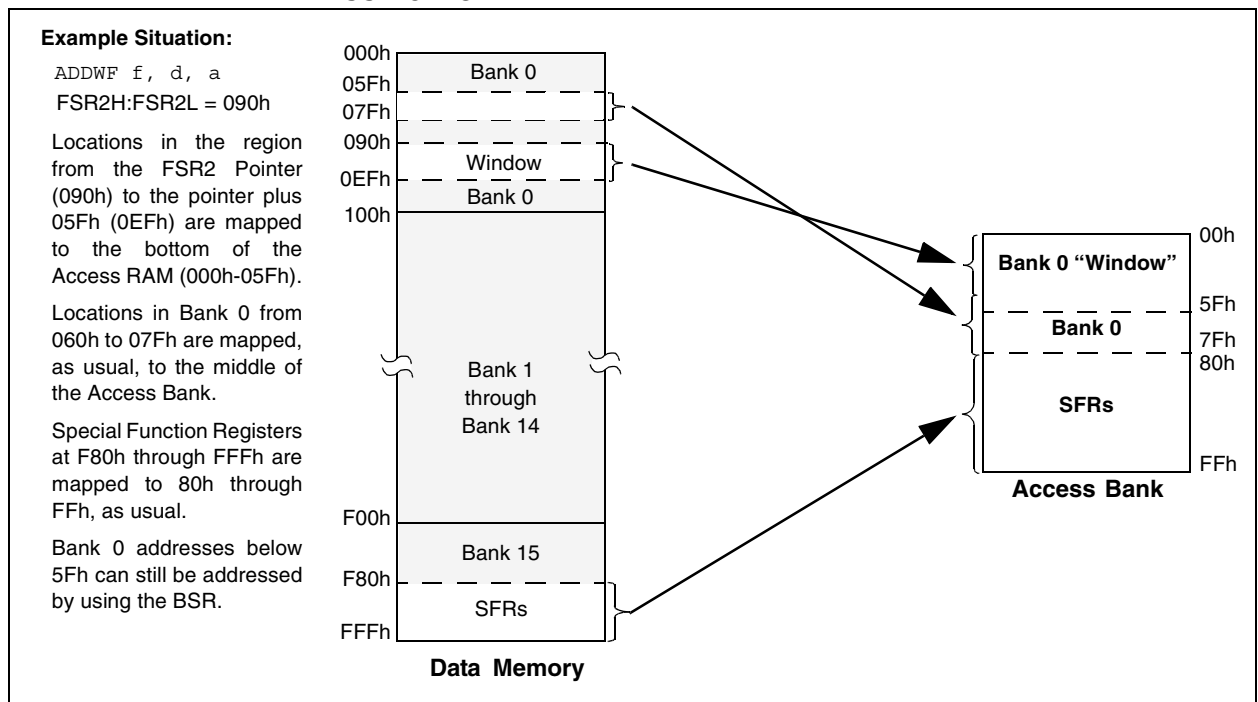 Example Situation:
ADDWF f, d, a
FSR2H:FSR2L = 090h
Locations in the region
from the FSR2 Pointer
(090h) to the pointer plus
05Fh (0EFh) are mapped
to the bottom of the
Access RAM (000h-05Fh).
Locations in Bank 0 from
060h to 07Fh are mapped,
as usual, to the middle of
the Access Bank.
Special Function Registers
at F80h through FFFh are
mapped to 80h through
FFh, as usual.
Bank 0 addresses below
5Fh can still be addressed
by using the BSR.
000h
Bank 0
05Fh
07Fh
090h
Window
0EFh
Bank 0
100h
Bank 1
through
Bank 14
F00h
Bank 15
F80h
SFRs
FFFh
Data Memory
00h
Bank 0 “Window”
5Fh
Bank 0
7Fh
80h
SFRs
FFh
Access Bank